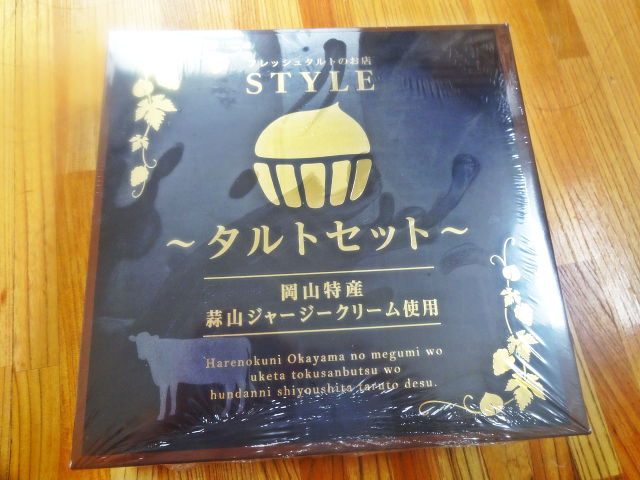 フレッシュタルトのお店
STYLE
～タルトセット～
岡山特産
蒜山ジャージークリーム使用
Harenokuni Okayama no megumi wo
uketa tokusanbutsu wo
hundanni shiyoushita taruto desu.